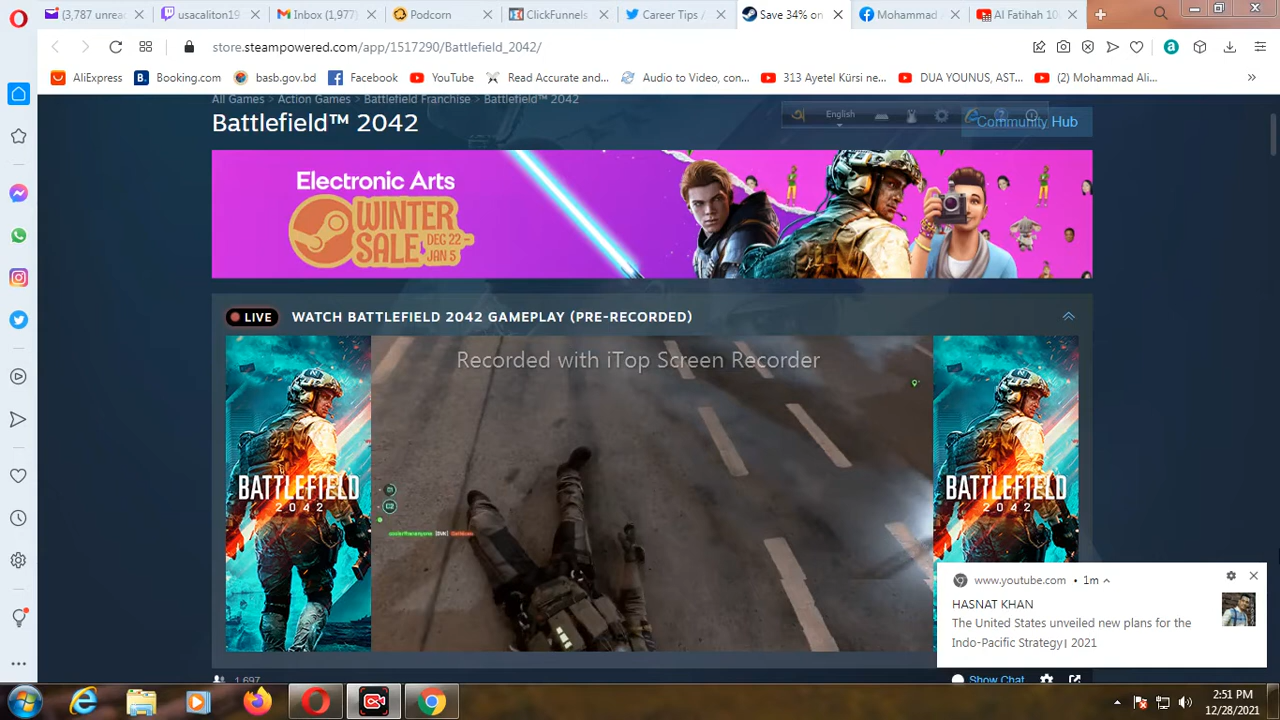 (3,787 unrea
usacaliton19
Inbox (1,977)
Podcorn
ClickFunnels
Career Tips /
Save 34% on
Mohammad
Al Fatihah 10
store.steampowered.com/app/1517290/Battlefield_2042/
AliExpress
Booking.com
basb.gov.bd
Facebook
YouTube
Read Accurate and...
Audio to Video, con...
313 Ayetel Kürsi ne...
DUA YOUNUS, AST...
(2) Mohammad Ali...
All Games > Action Games > Battlefield Franchise > Battlefield™ 2042
Battlefield™ 2042
English
Community Hub
Electronic Arts
WINTER
SALE
DEC 22 –
JAN 5
LIVE
WATCH BATTLEFIELD 2042 GAMEPLAY (PRE-RECORDED)
Recorded with iTop Screen Recorder
BATTLEFIELD
2042
BATTLEFIELD
2042
www.youtube.com • 1m
HASNAT KHAN
The United States unveiled new plans for the
Indo-Pacific Strategy| 2021
1,697
Show Chat
2:51 PM
12/28/2021